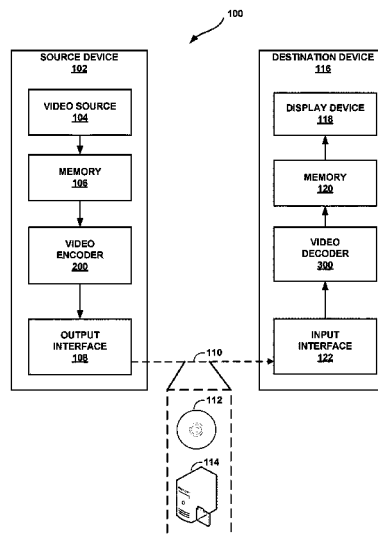 100
SOURCE DEVICE
102
VIDEO SOURCE
104
MEMORY
106
VIDEO
ENCODER
200
OUTPUT
INTERFACE
108
DESTINATION DEVICE
116
DISPLAY DEVICE
118
MEMORY
120
VIDEO
DECODER
300
INPUT
INTERFACE
122
110
112
114